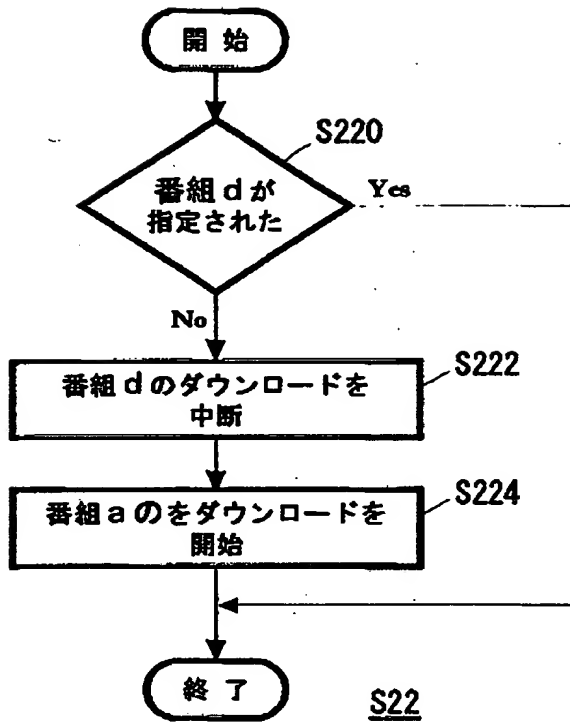 開始
S220
番組dが
指定された
Yes
No
S222
番組dのダウンロードを
中断
S224
番組aのをダウンロードを
開始
終了
S22